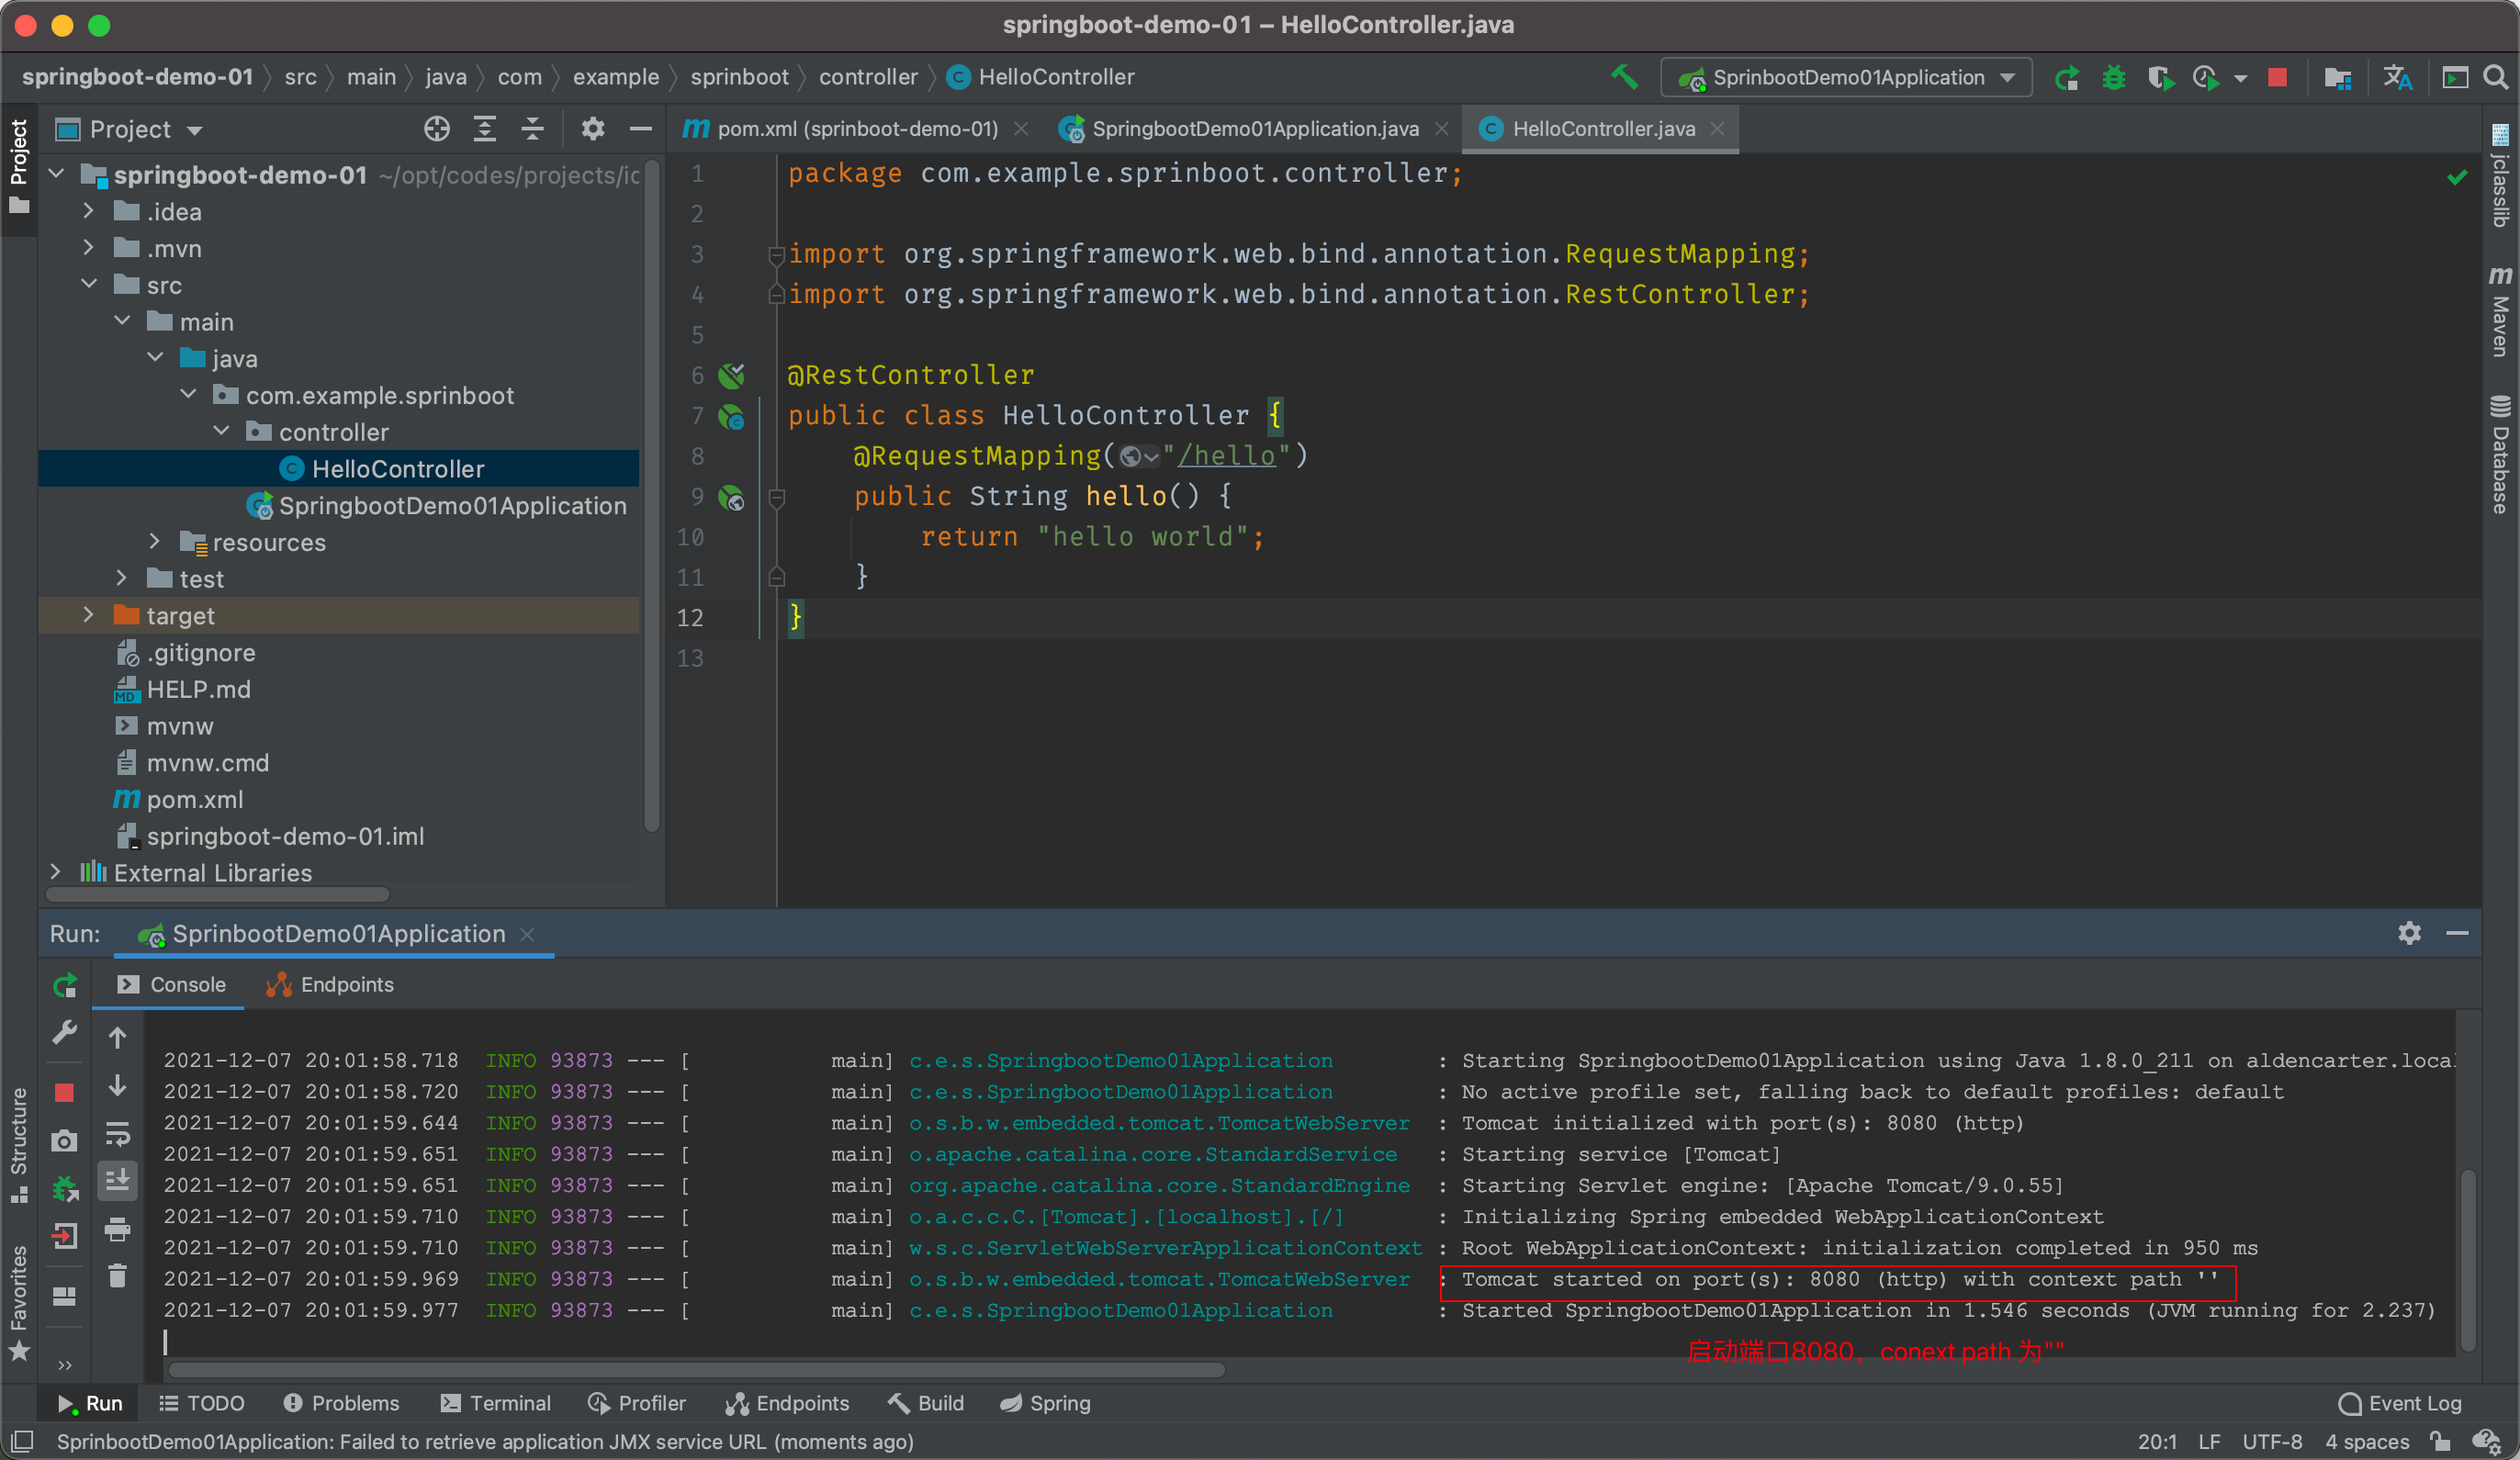 springboot-demo-01 – HelloController.java
springboot-demo-01 src main java com example sprinboot controller HelloController
SprinbootDemo01Application
Project
pom.xml (sprinboot-demo-01)
SpringbootDemo01Application.java
HelloController.java
Project
springboot-demo-01 ~/opt/codes/projects/ic
.idea
.mvn
src
main
java
com.example.sprinboot
controller
HelloController
SpringbootDemo01Application
resources
test
target
.gitignore
HELP.md
mvnw
mvnw.cmd
pom.xml
springboot-demo-01.iml
External Libraries
1 package com.example.sprinboot.controller;
2
3 import org.springframework.web.bind.annotation.RequestMapping;
4 import org.springframework.web.bind.annotation.RestController;
5
6 @RestController
7 public class HelloController {
8 @RequestMapping("/hello")
9 public String hello() {
10 return "hello world";
11 }
12 }
13
jclasslib
Maven
Database
Run: SprinbootDemo01Application
Console Endpoints
2021-12-07 20:01:58.718 INFO 93873 --- [ main] c.e.s.SpringbootDemo01Application : Starting SpringbootDemo01Application using Java 1.8.0_211 on aldencarter.loca
2021-12-07 20:01:58.720 INFO 93873 --- [ main] c.e.s.SpringbootDemo01Application : No active profile set, falling back to default profiles: default
2021-12-07 20:01:59.644 INFO 93873 --- [ main] o.s.b.w.embedded.tomcat.TomcatWebServer : Tomcat initialized with port(s): 8080 (http)
2021-12-07 20:01:59.651 INFO 93873 --- [ main] o.apache.catalina.core.StandardService : Starting service [Tomcat]
2021-12-07 20:01:59.651 INFO 93873 --- [ main] org.apache.catalina.core.StandardEngine : Starting Servlet engine: [Apache Tomcat/9.0.55]
2021-12-07 20:01:59.710 INFO 93873 --- [ main] o.a.c.c.C.[Tomcat].[localhost].[/] : Initializing Spring embedded WebApplicationContext
2021-12-07 20:01:59.710 INFO 93873 --- [ main] w.s.c.ServletWebServerApplicationContext : Root WebApplicationContext: initialization completed in 950 ms
2021-12-07 20:01:59.969 INFO 93873 --- [ main] o.s.b.w.embedded.tomcat.TomcatWebServer : Tomcat started on port(s): 8080 (http) with context path ''
2021-12-07 20:01:59.977 INFO 93873 --- [ main] c.e.s.SpringbootDemo01Application : Started SpringbootDemo01Application in 1.546 seconds (JVM running for 2.237)
启动端口8080，conext path 为""
Structure
Favorites
Run TODO Problems Terminal Profiler Endpoints Build Spring Event Log
SprinbootDemo01Application: Failed to retrieve application JMX service URL (moments ago) 20:1 LF UTF-8 4 spaces